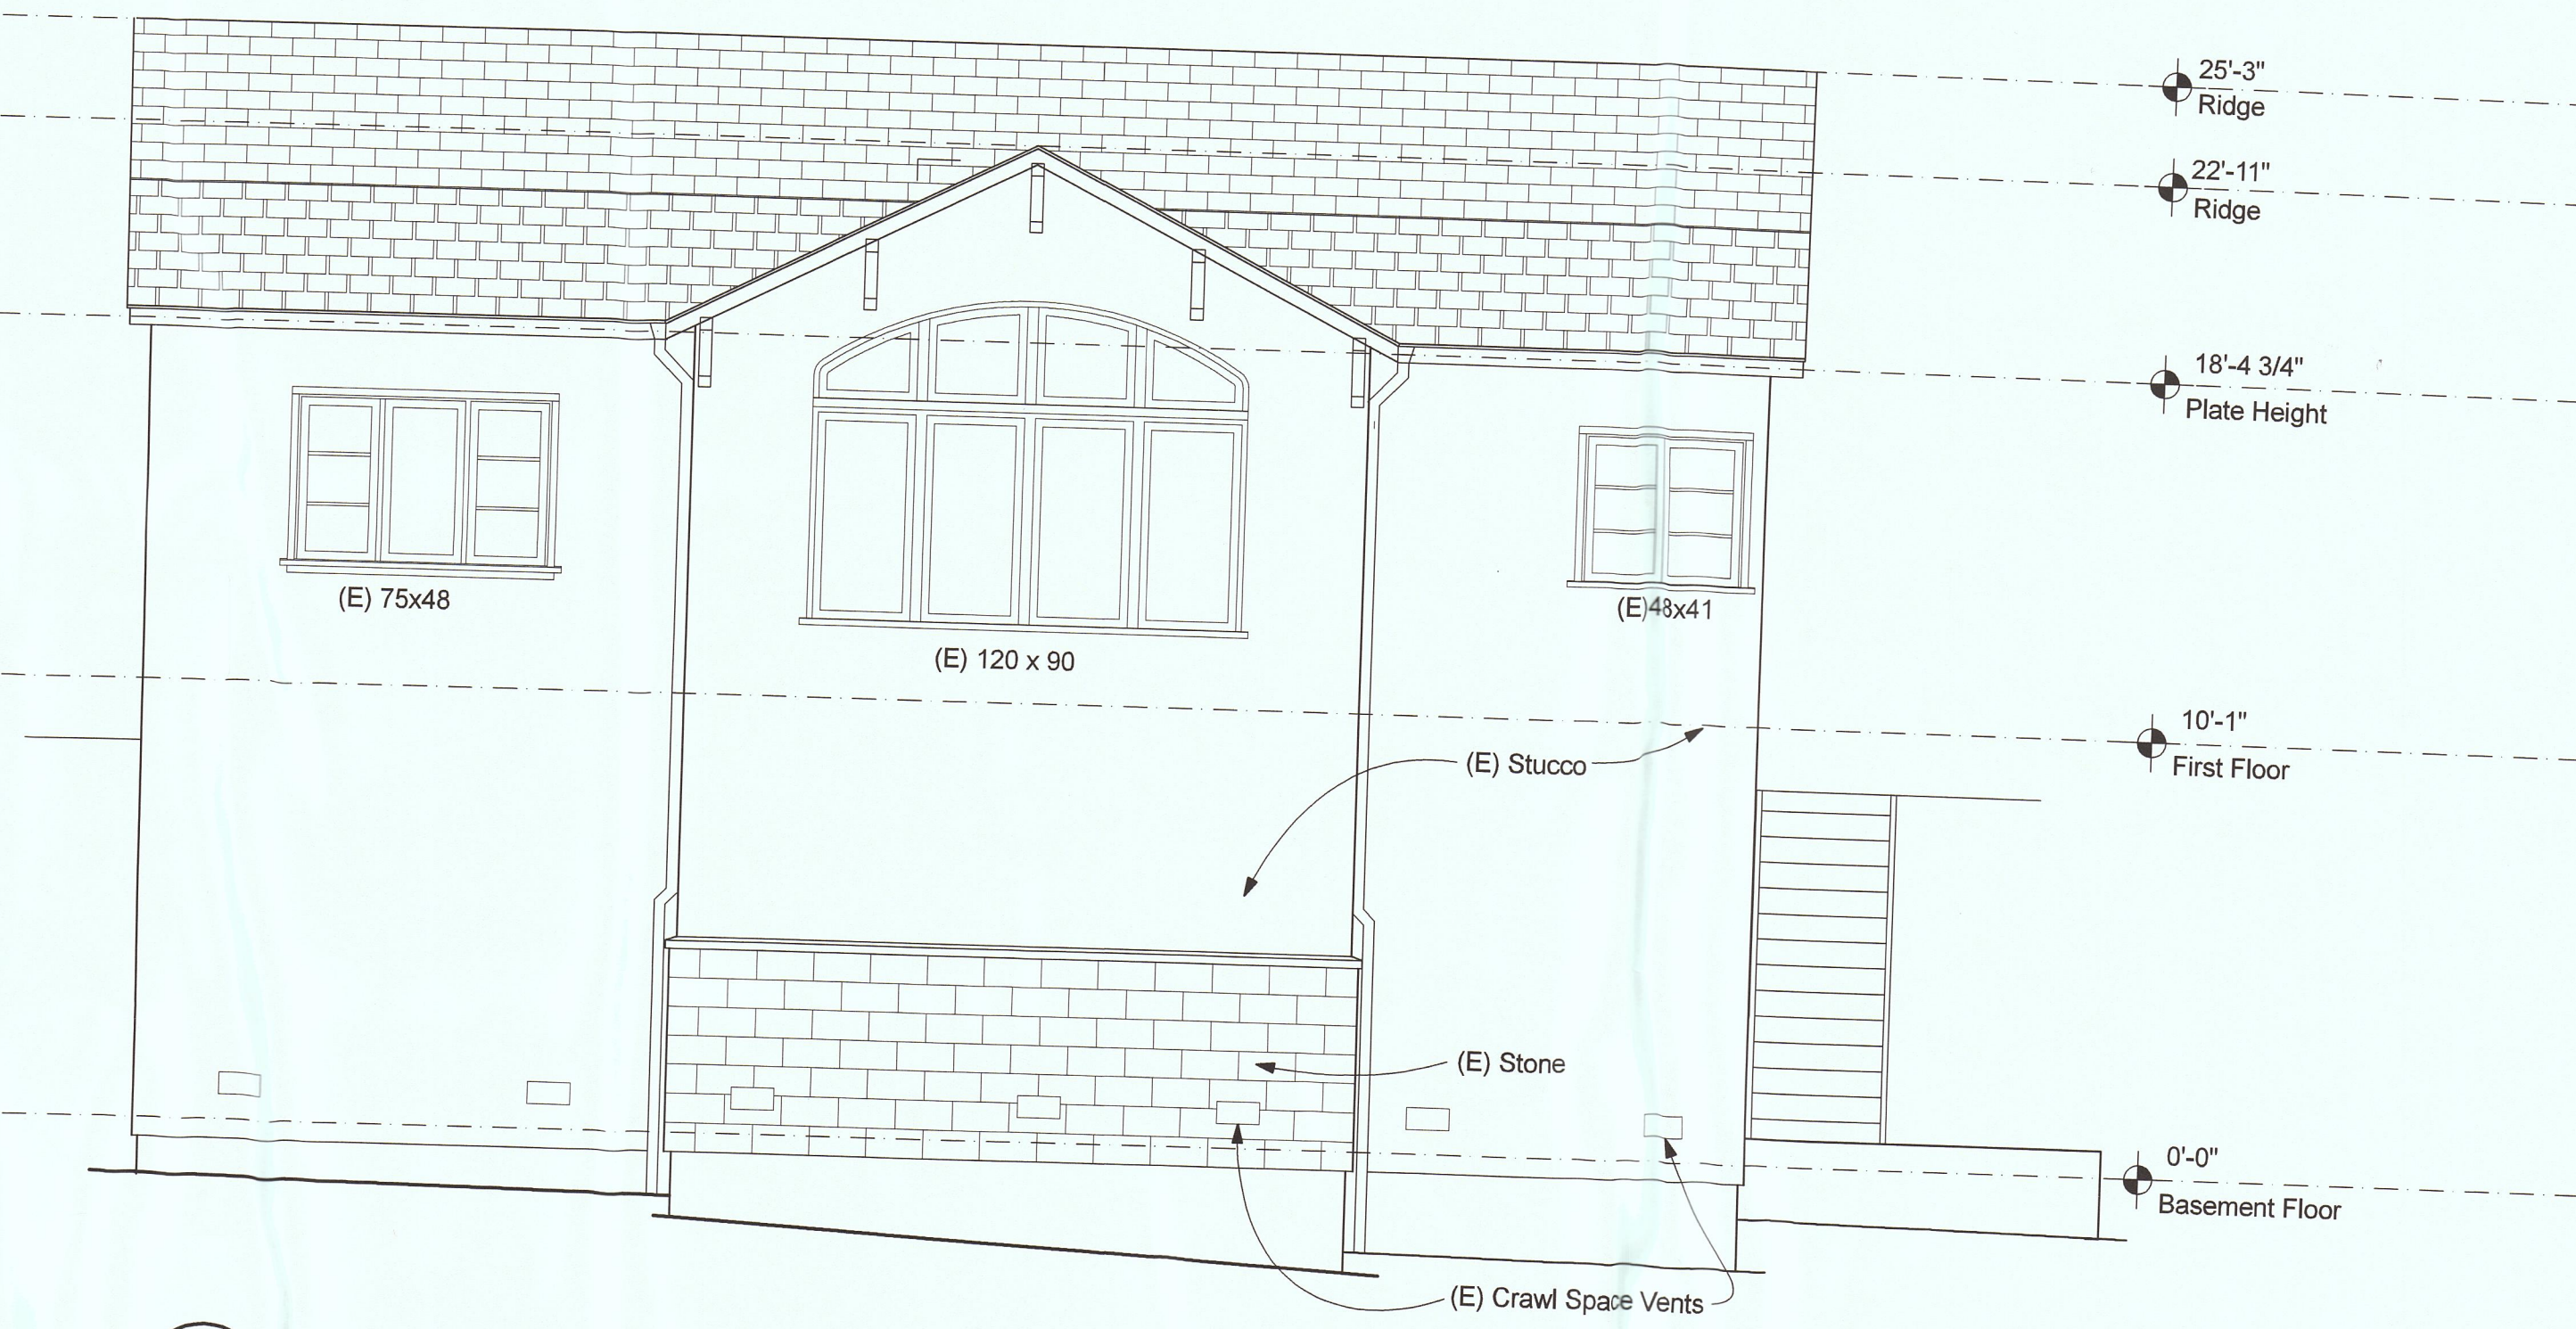 25'-3"
Ridge
22'-11"
Ridge
18'-4 3/4"
Plate Height
(E) 75x48
(E) 48x41
(E) 120 x 90
10'-1"
First Floor
(E) Stucco
(E) Stone
0'-0"
Basement Floor
(E) Crawl Space Vents